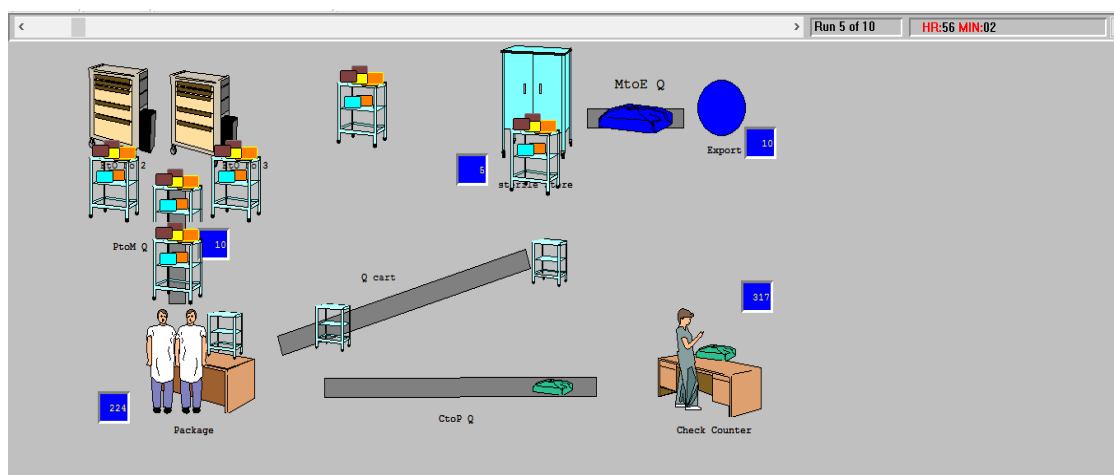 Run 5 of 10
HR:56 MIN:02
MtoE Q
Export
10
5
PtoM Q
10
Q cart
317
224
Package
CtoP Q
Check Counter